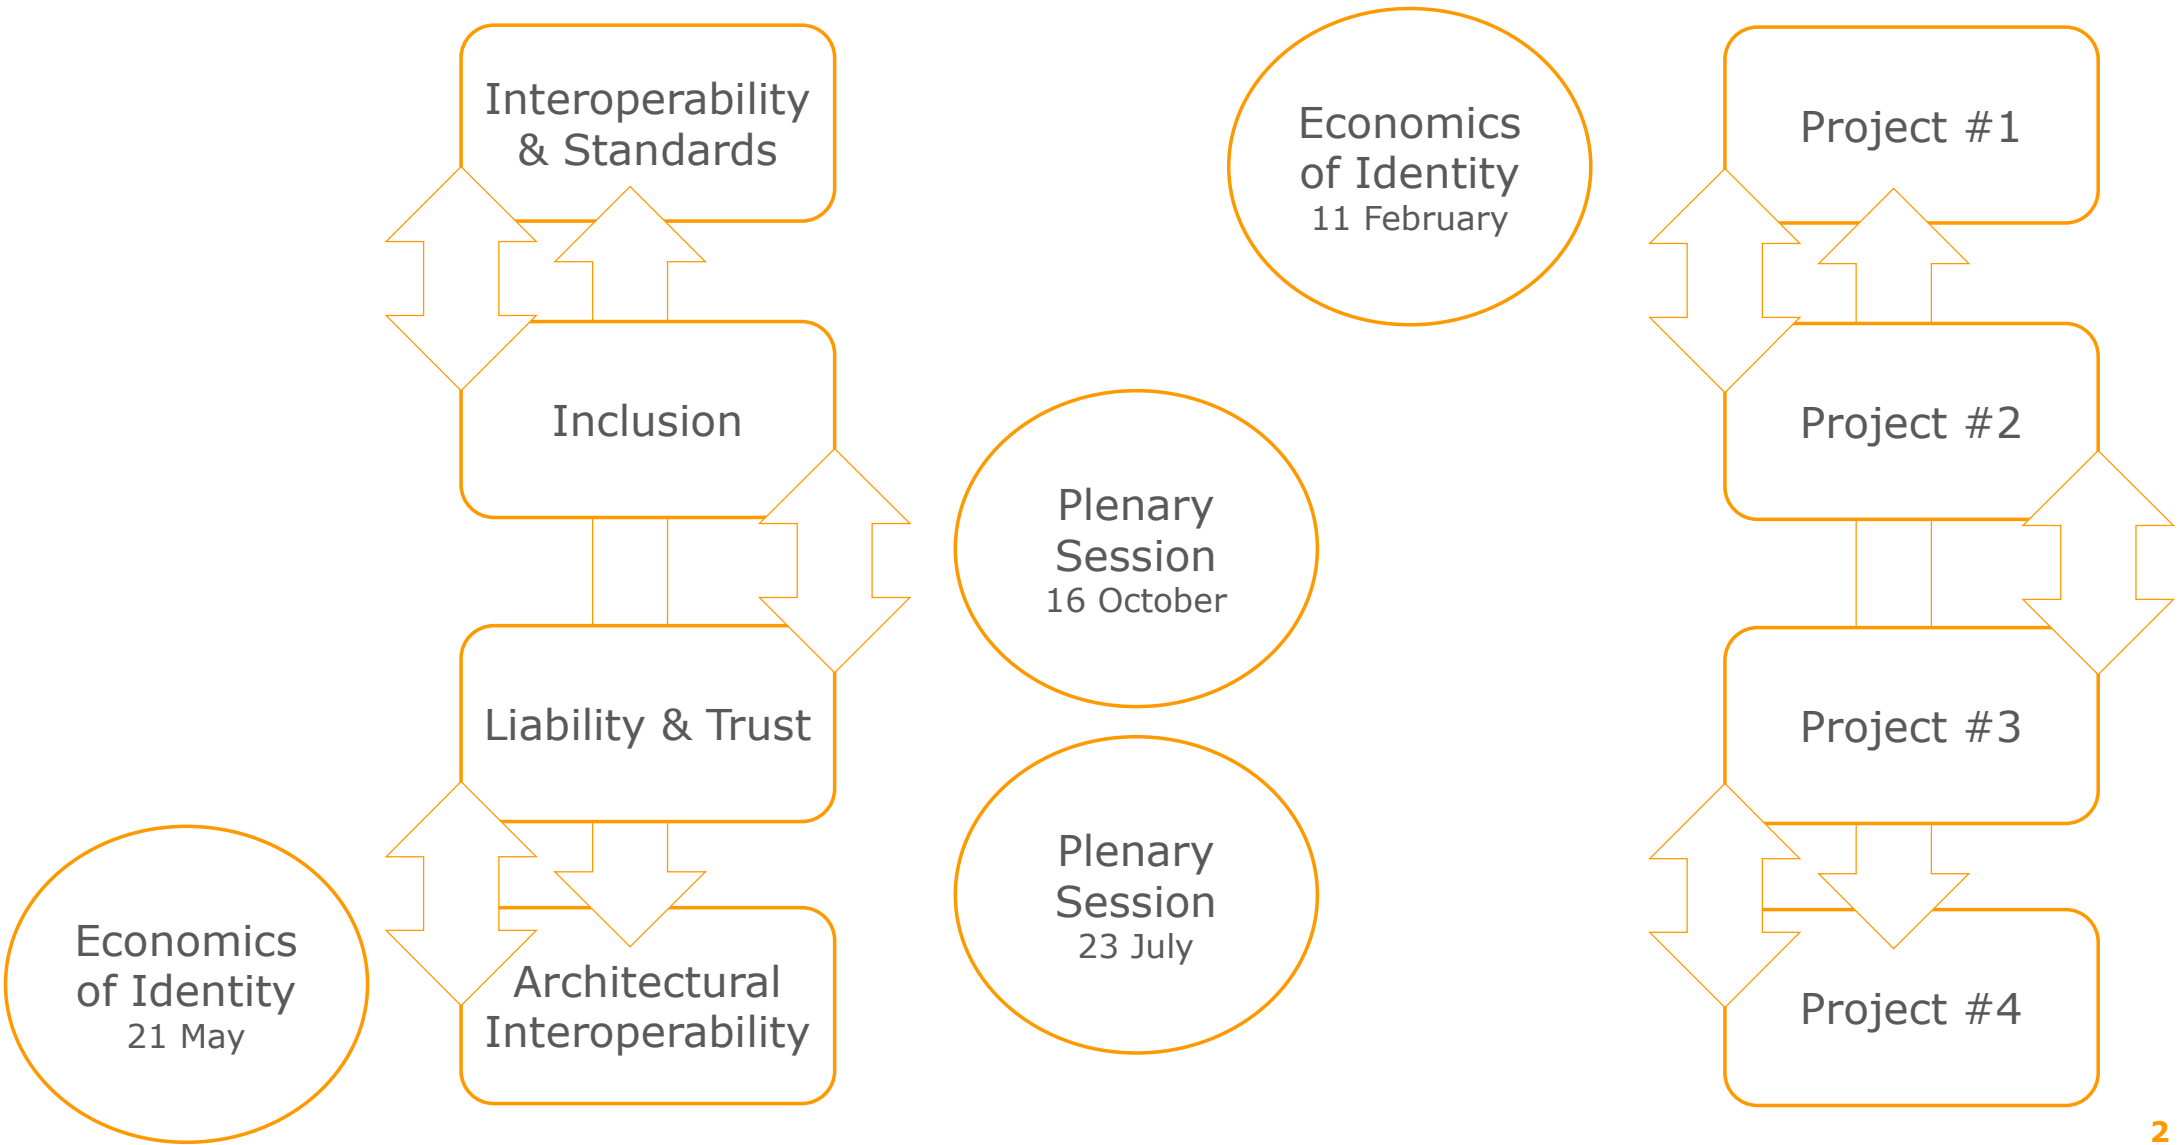 Interoperability
& Standards
Inclusion
Liability & Trust
Architectural
Interoperability
Economics
of Identity
21 May
Economics
of Identity
11 February
Plenary
Session
16 October
Plenary
Session
23 July
Project #1
Project #2
Project #3
Project #4
2